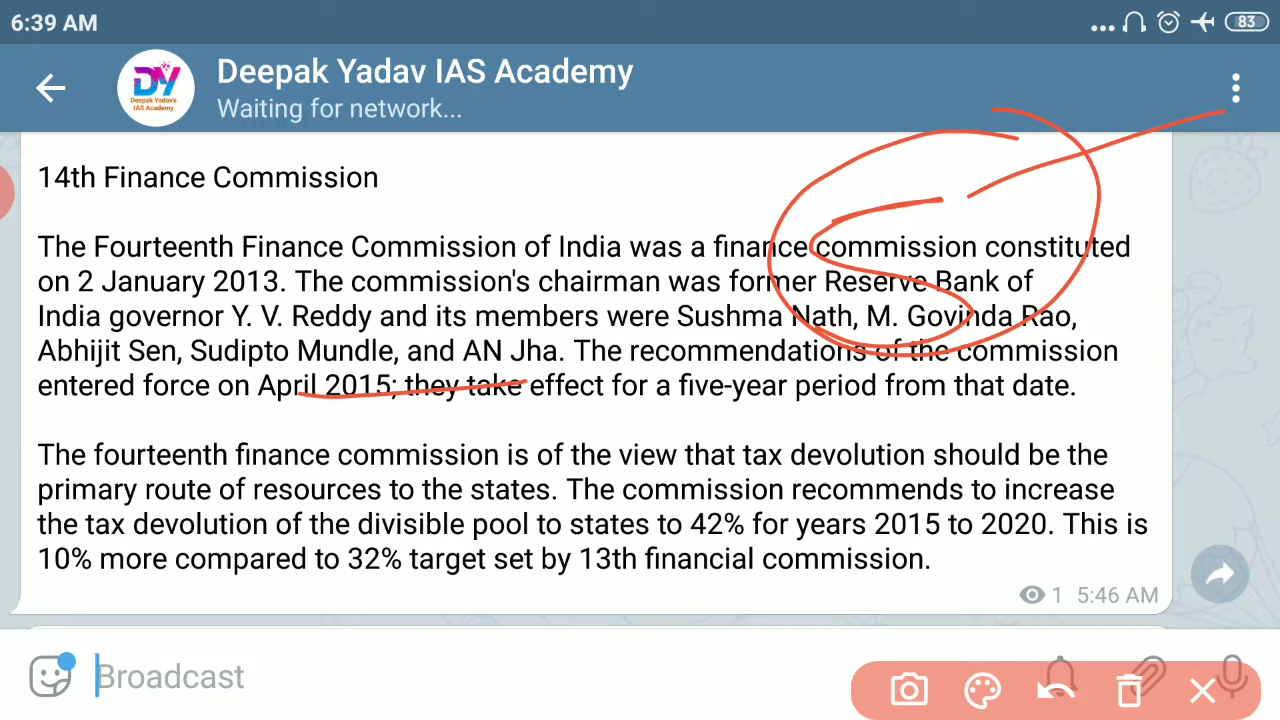 6:39 AM
83
Deepak Yadav IAS Academy
DY
Deepak Yadav's
IAS Academy
Waiting for network...
14th Finance Commission
The Fourteenth Finance Commission of India was a finance commission constituted
on 2 January 2013. The commission's chairman was former Reserve Bank of
India governor Y. V. Reddy and its members were Sushma Nath, M. Govinda Rao,
Abhijit Sen, Sudipto Mundle, and AN Jha. The recommendations of the commission
entered force on April 2015; they take effect for a five-year period from that date.
The fourteenth finance commission is of the view that tax devolution should be the
primary route of resources to the states. The commission recommends to increase
the tax devolution of the divisible pool to states to 42% for years 2015 to 2020. This is
10% more compared to 32% target set by 13th financial commission.
1 5:46 AM
Broadcast